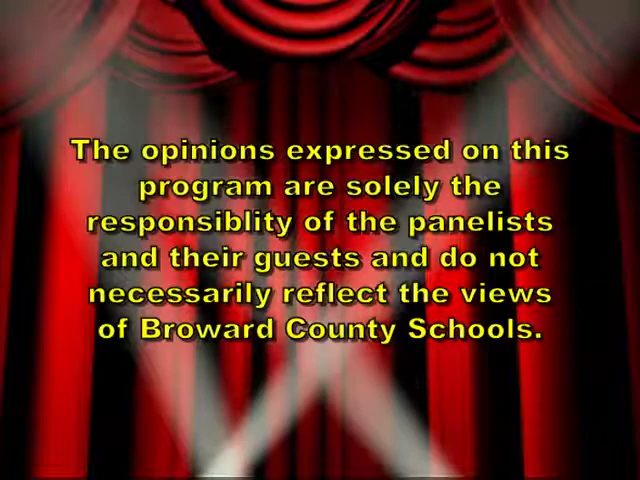 The opinions expressed on this
program are solely the
responsiblity of the panelists
and their guests and do not
necessarily reflect the views
of Broward County Schools.